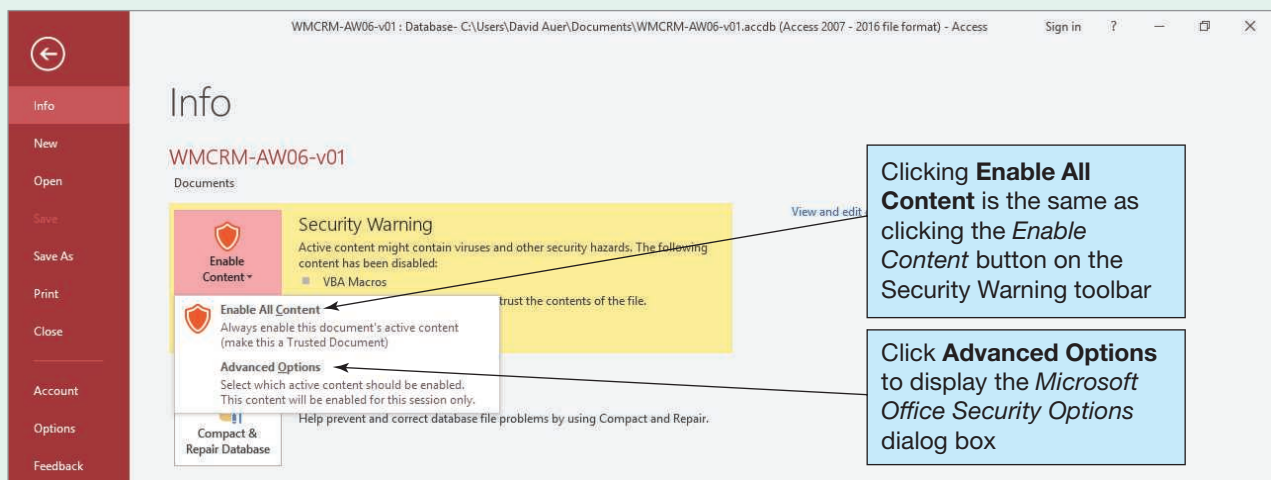 WMCRM-AW06-v01 : Database- C:\Users\David Auer\Documents\WMCRM-AW06-v01.accdb (Access 2007 - 2016 file format) - Access
Sign in
?
Info
New
Open
Save
Save As
Print
Close
Account
Options
Feedback
Info
WMCRM-AW06-v01
Documents
Enable
Content
Security Warning
Active content might contain viruses and other security hazards. The following
content has been disabled:
VBA Macros
trust the contents of the file.
Enable All Content
Always enable this document's active content
(make this a Trusted Document)
Advanced Options
Select which active content should be enabled.
This content will be enabled for this session only.
Compact &
Repair Database
Help prevent and correct database file problems by using Compact and Repair.
View and edit
Clicking Enable All
Content is the same as
clicking the Enable
Content button on the
Security Warning toolbar
Click Advanced Options
to display the Microsoft
Office Security Options
dialog box